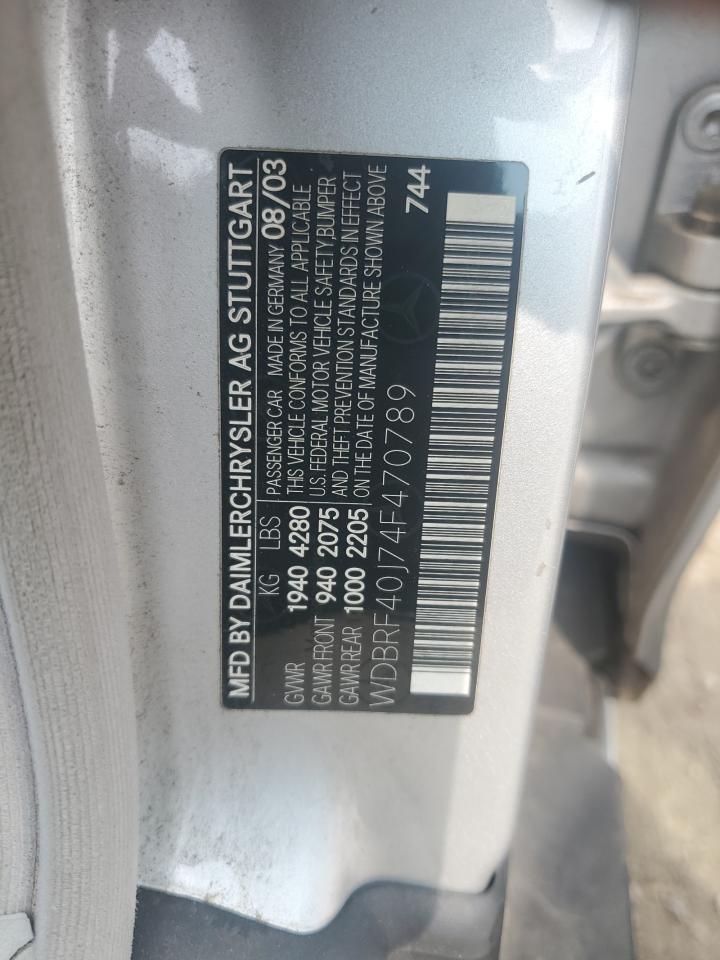 MFD BY DAIMLERCHRYSLER AG STUTTGART
KG LBS PASSENGER CAR MADE IN GERMANY 08/03
GVWR 1940 4280 THIS VEHICLE CONFORMS TO ALL APPLICABLE
U.S. FEDERAL MOTOR VEHICLE SAFETY BUMPER
GAWR FRONT 940 2075 AND THEFT PREVENTION STANDARDS IN EFFECT
GAWR REAR 1000 2205 ON THE DATE OF MANUFACTURE SHOWN ABOVE
WDBRF40J74F470789 744